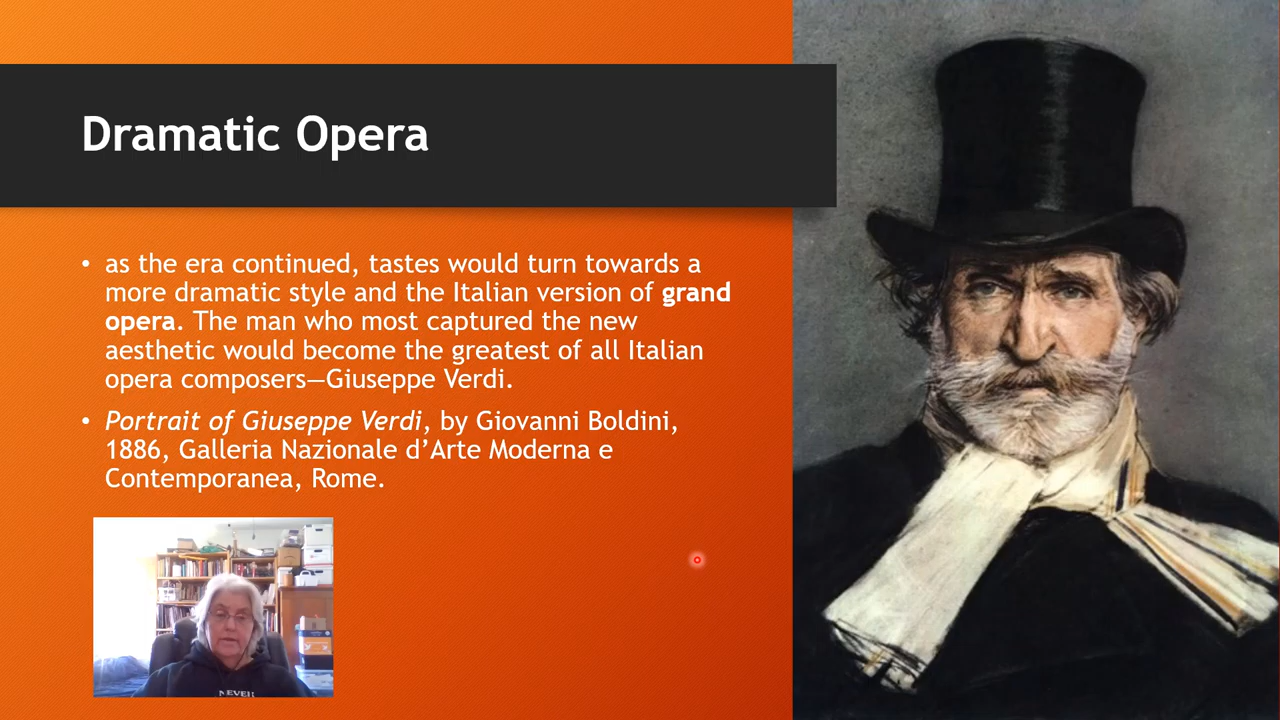 Dramatic Opera
• as the era continued, tastes would turn towards a
more dramatic style and the Italian version of grand
opera. The man who most captured the new
aesthetic would become the greatest of all Italian
opera composers—Giuseppe Verdi.
• Portrait of Giuseppe Verdi, by Giovanni Boldini,
1886, Galleria Nazionale d’Arte Moderna e
Contemporanea, Rome.